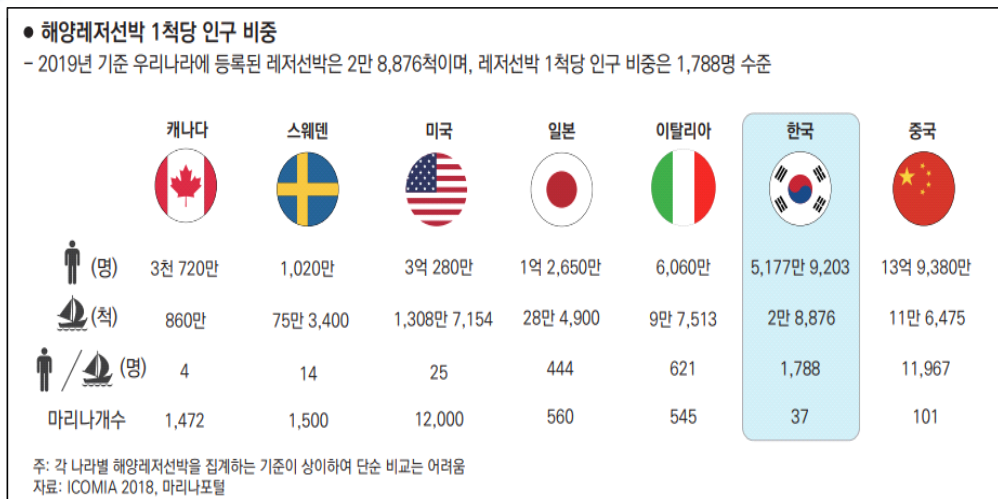 ● 해양레저선박 1척당 인구 비중
- 2019년 기준 우리나라에 등록된 레저선박은 2만 8,876척이며, 레저선박 1척당 인구 비중은 1,788명 수준
캐나다 스웨덴 미국 일본 이탈리아 한국 중국
(명) 3천 720만 1,020만 3억 280만 1억 2,650만 6,060만 5,177만 9,203 13억 9,380만
(척) 860만 75만 3,400 1,308만 7,154 28만 4,900 9만 7,513 2만 8,876 11만 6,475
/ (명) 4 14 25 444 621 1,788 11,967
마리나개수 1,472 1,500 12,000 560 545 37 101
주: 각 나라별 해양레저선박을 집계하는 기준이 상이하여 단순 비교는 어려움
자료: ICOMIA 2018, 마리나포털